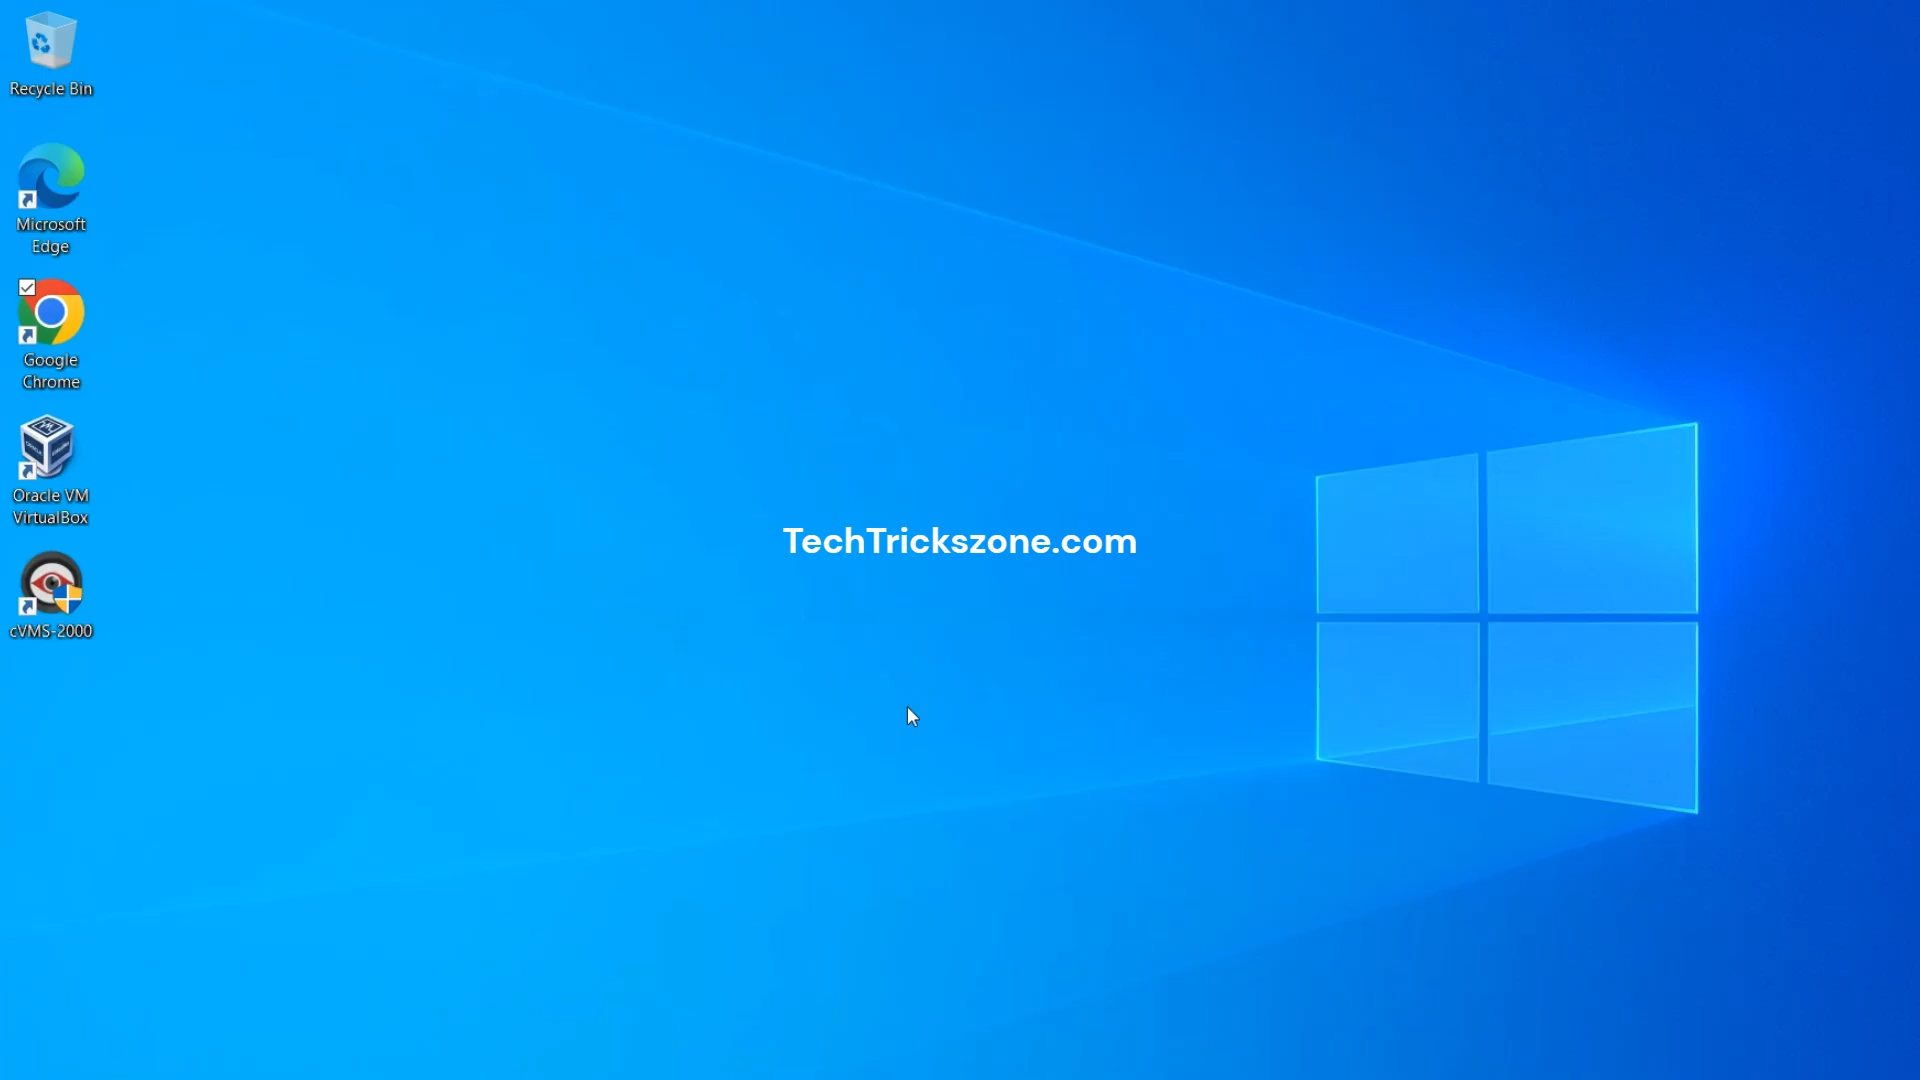 Recycle Bin
Microsoft
Edge
Google
Chrome
Oracle VM
VirtualBox
TechTrickszone.com
cVMS-2000